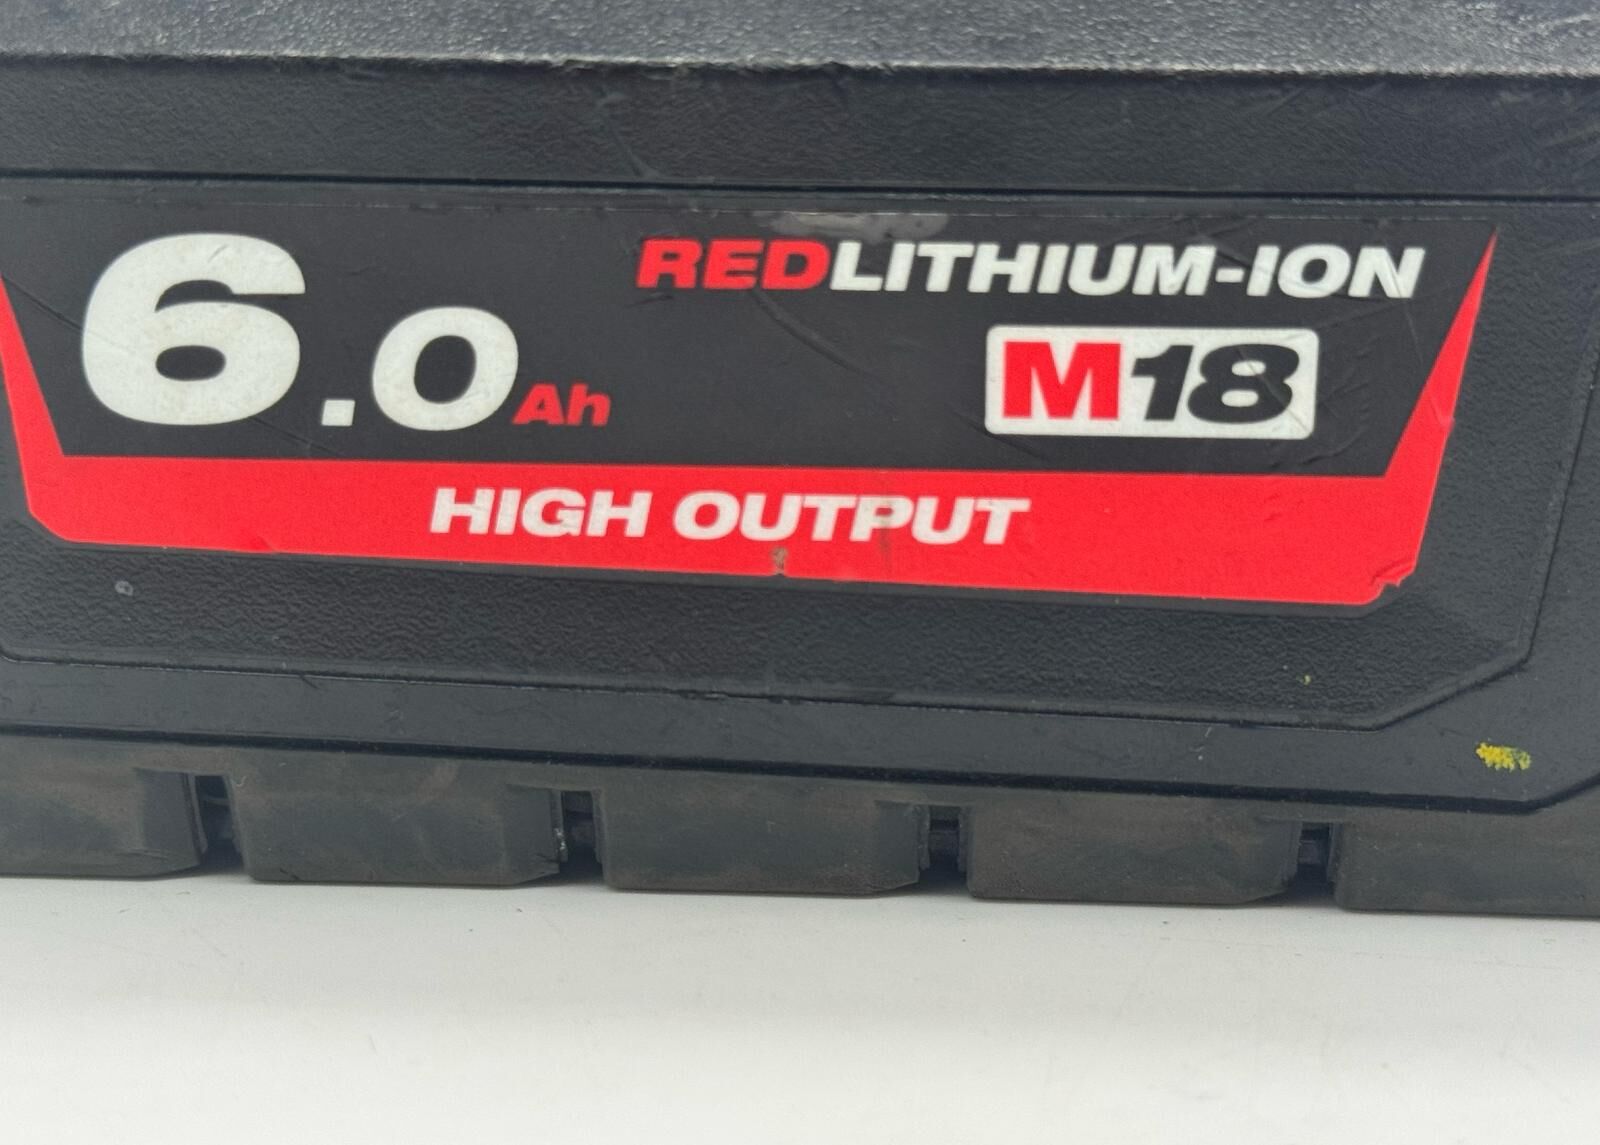 6.0Ah
REDLITHIUM-ION
M18
HIGH OUTPUT